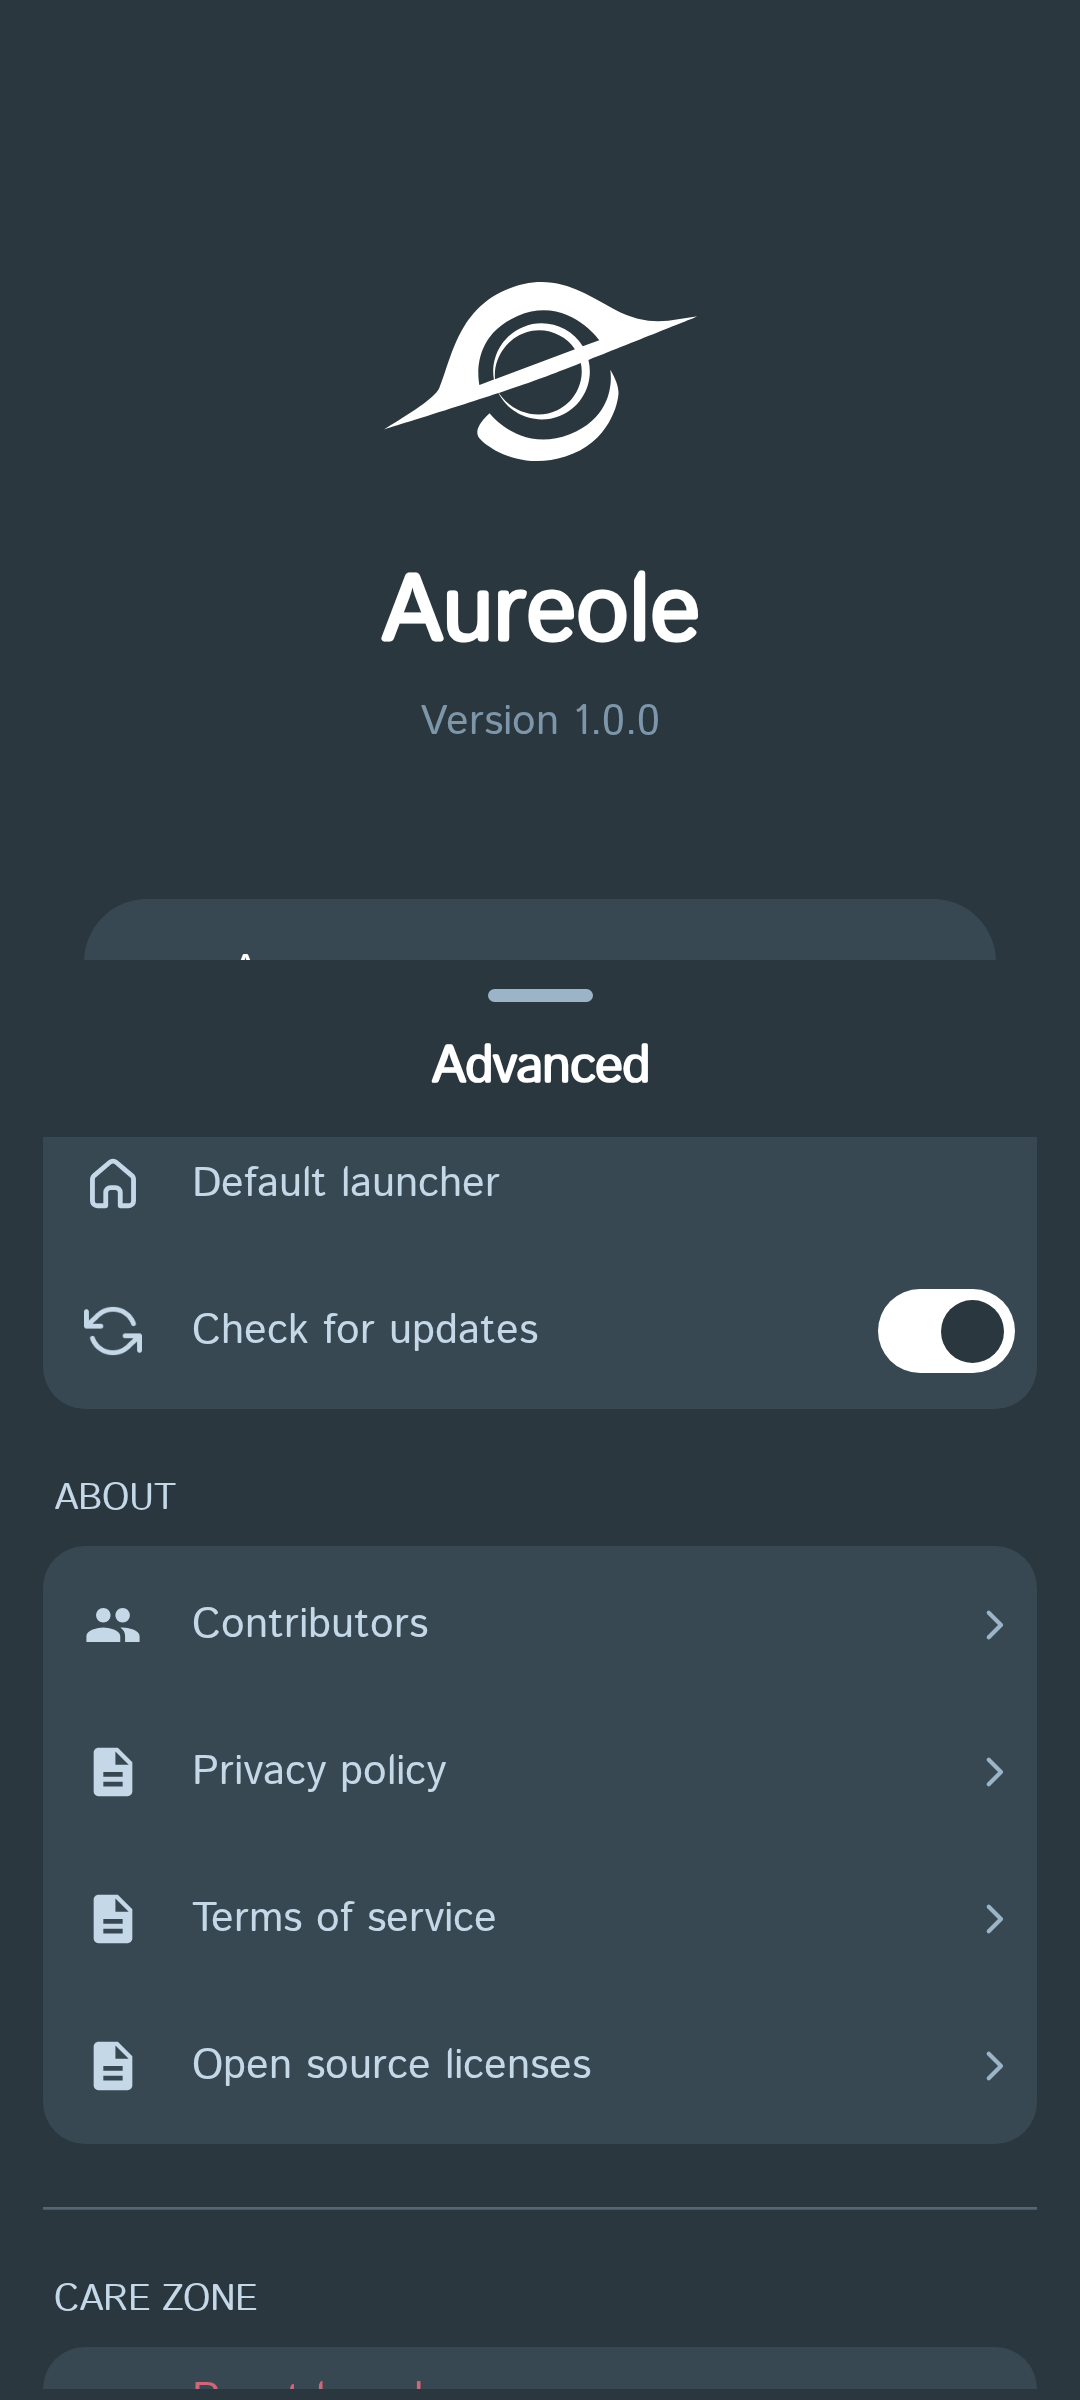 Aureole
Version 1.0.0
Advanced
Default launcher
Check for updates
ABOUT
Contributors
Privacy policy
Terms of service
Open source licenses
CARE ZONE